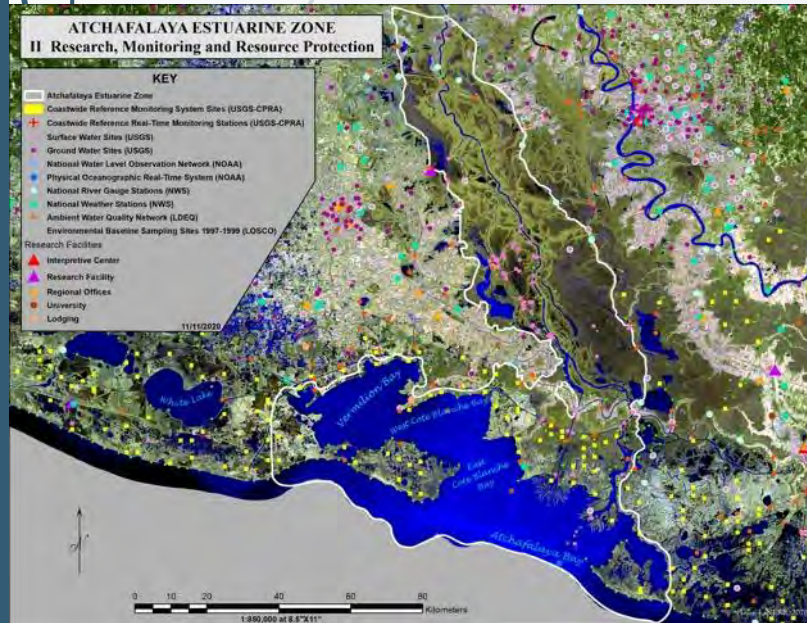 ATCHAFALAYA ESTUARINE ZONE
II Research, Monitoring and Resource Protection
KEY
Atchafalaya Estuarine Zone
Coastwide Reference Monitoring System Sites (USGS-CPRA)
Coastwide Reference Real-Time Monitoring Stations (USGS-CPRA)
Surface Water Sites (USGS)
Ground Water Sites (USGS)
National Water Level Observation Network (NOAA)
Physical Oceanographic Real-Time System (NOAA)
National River Gauge Stations (NWS)
National Weather Stations (NWS)
Ambient Water Quality Network (LDEQ)
Environmental Baseline Sampling Sites 1997-1999 (LOSCO)
Research Facilities
Interpretive Center
Research Facility
Regional Offices
University
Lodging
11/11/2020
White Lake
Vermilion Bay
West Cote Blanche Bay
East
Cote Blanche
Bay
Atchafalaya Bay
N
0 10 20 40 60 80
Kilometers
1:950,000 at 8.5"X11"